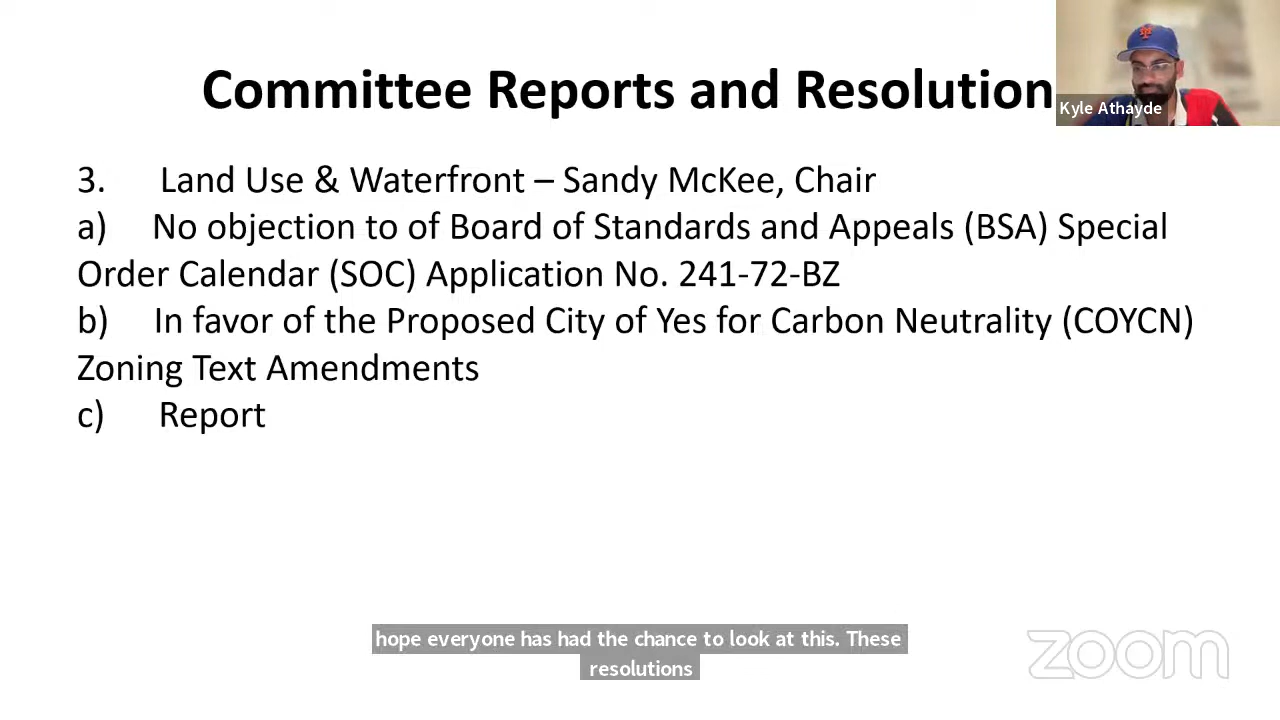 Committee Reports and Resolution
Kyle Athayde
3. Land Use & Waterfront – Sandy McKee, Chair
a) No objection to of Board of Standards and Appeals (BSA) Special
Order Calendar (SOC) Application No. 241-72-BZ
b) In favor of the Proposed City of Yes for Carbon Neutrality (COYCN)
Zoning Text Amendments
c) Report
hope everyone has had the chance to look at this. These
resolutions
zoom